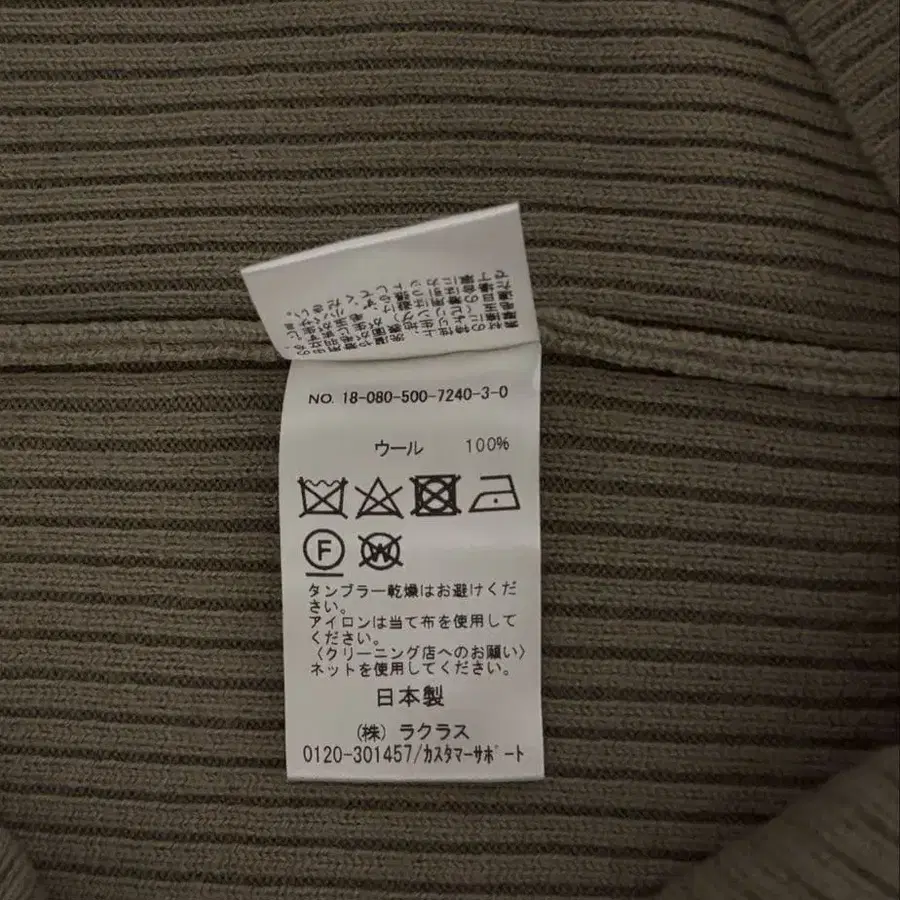 NO. 18-080-500-7240-3-0
ウール 100%
F
W
タンブラー乾燥はお避けくだ
さい。
アイロンは当て布を使用して
ください。
〈クリーニング店へのお願い〉
ネットを使用してください。
日本製
(株) ラクラス
0120-301457/カスタマーサポート